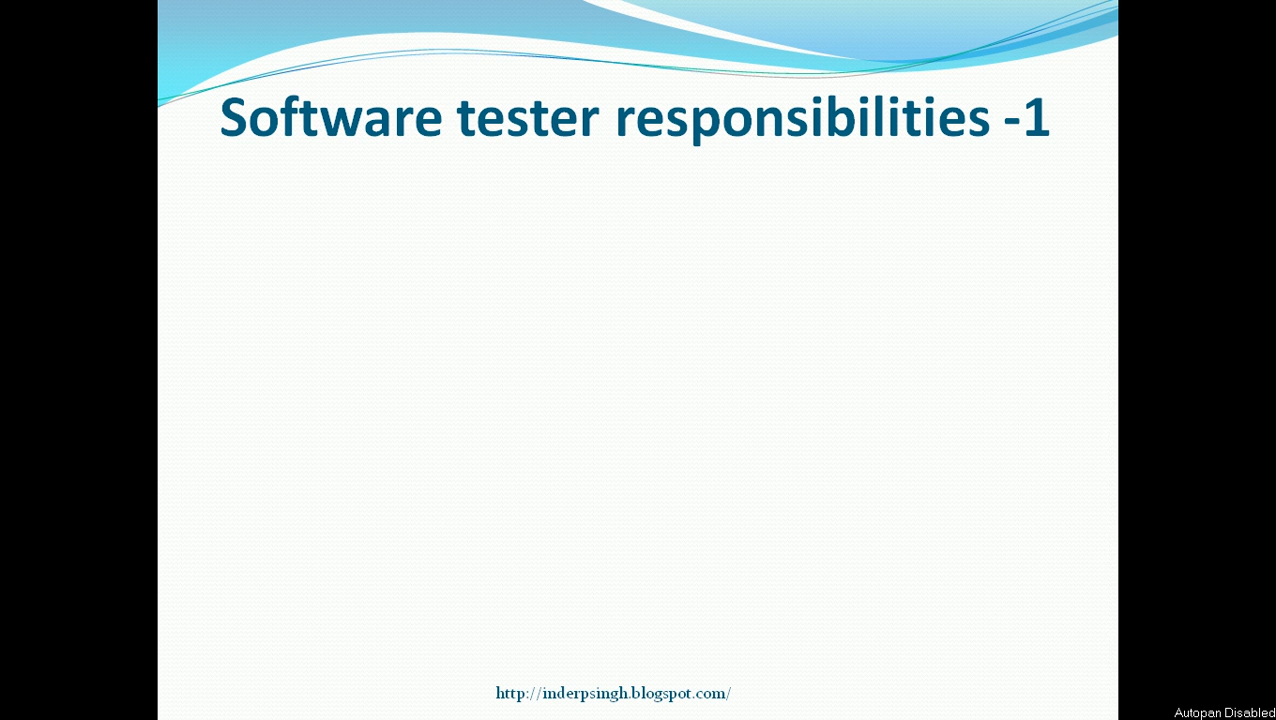 Software tester responsibilities -1
http://inderpsingh.blogspot.com/
Autopan Disabled